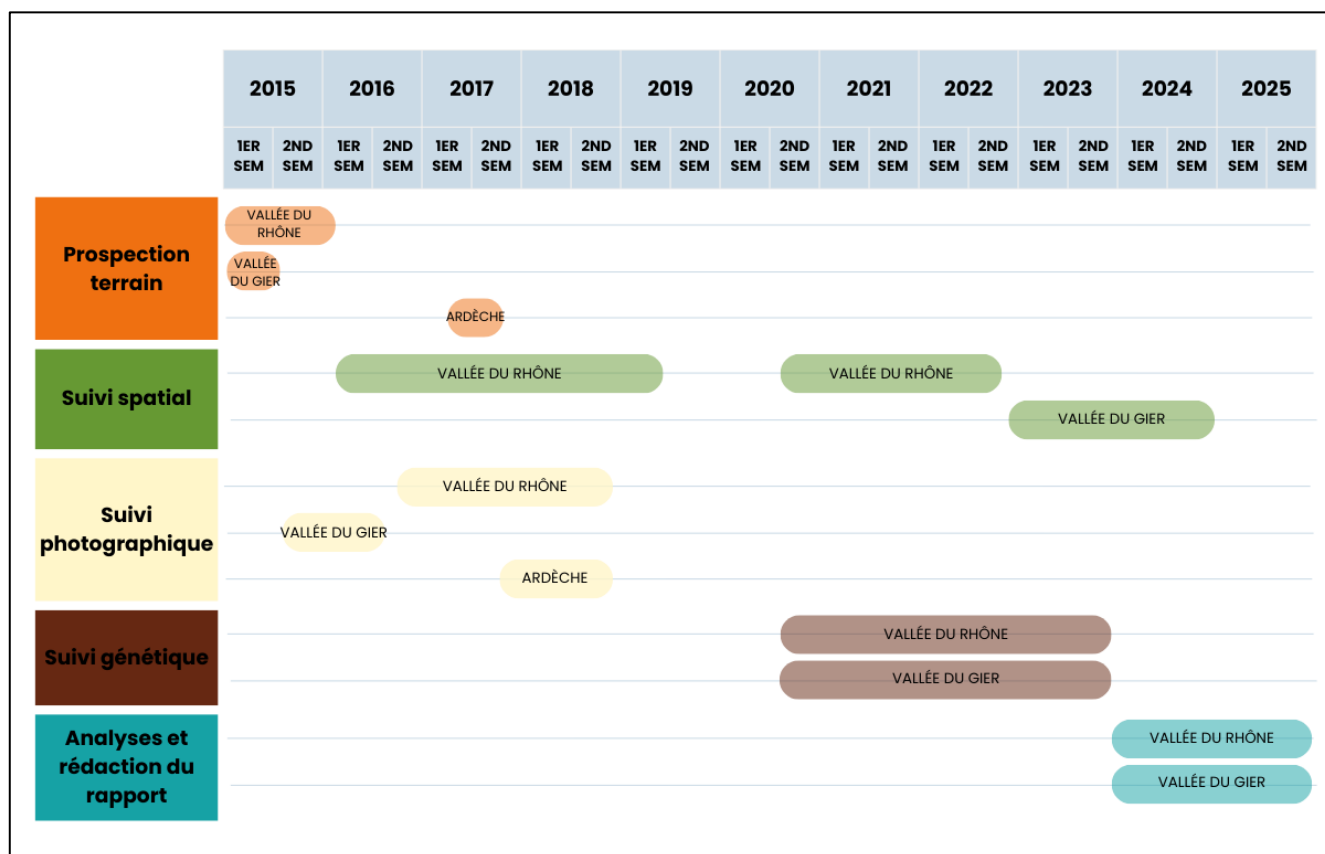 2015 2016 2017 2018 2019 2020 2021 2022 2023 2024 2025
1ER 2ND 1ER 2ND 1ER 2ND 1ER 2ND 1ER 2ND 1ER 2ND 1ER 2ND 1ER 2ND 1ER 2ND 1ER 2ND 1ER 2ND
SEM SEM SEM SEM SEM SEM SEM SEM SEM SEM SEM SEM SEM SEM SEM SEM SEM SEM SEM SEM SEM SEM
Prospection
terrain
VALLÉE DU
RHÔNE
VALLÉE
DU GIER
ARDÈCHE
Suivi spatial
VALLÉE DU RHÔNE VALLÉE DU RHÔNE
VALLÉE DU GIER
Suivi
photographique
VALLÉE DU RHÔNE
VALLÉE DU GIER
ARDÈCHE
Suivi génétique
VALLÉE DU RHÔNE
VALLÉE DU GIER
Analyses et
rédaction du
rapport
VALLÉE DU RHÔNE
VALLÉE DU GIER